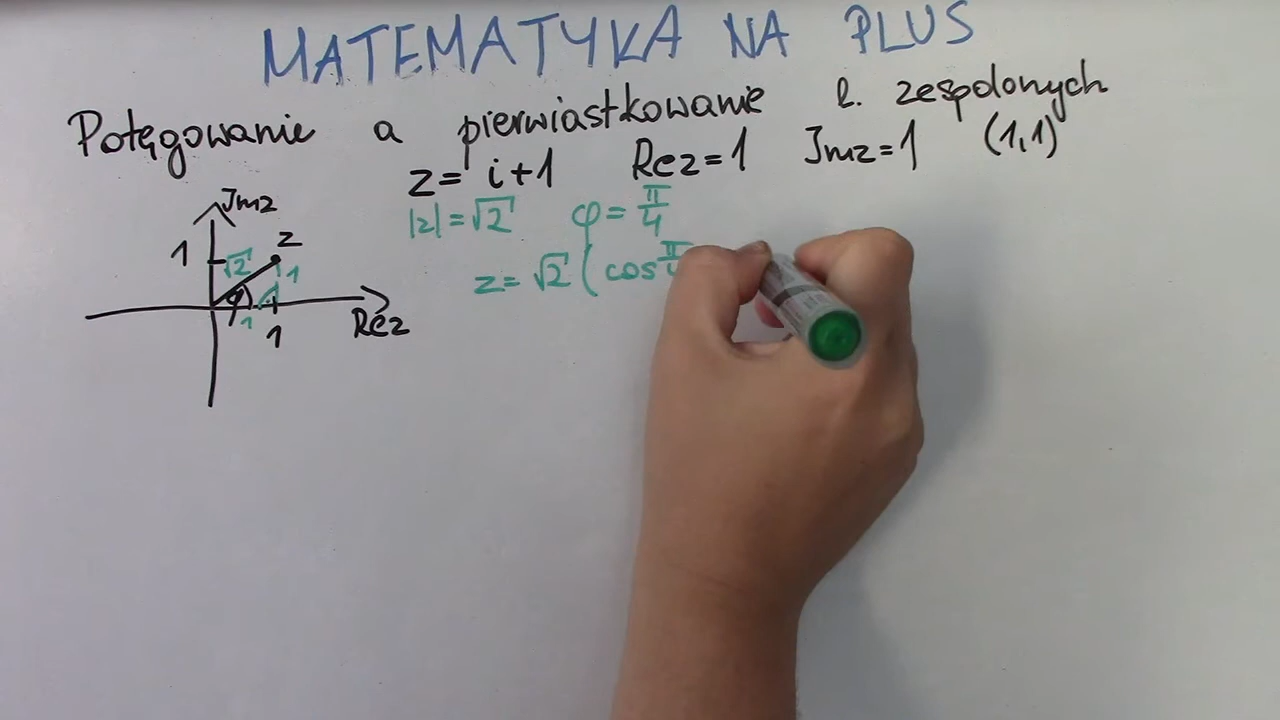 MATEMATYKA NA PLUS
Potęgowanie a pierwiastkowanie l. zespolonych
z= i+1 Rez=1 Imz=1 (1,1)
|z|=√2 φ=π/4
z=√2 (cos π/4
Imz
1
z
√2
1
φ
1
1
Rez